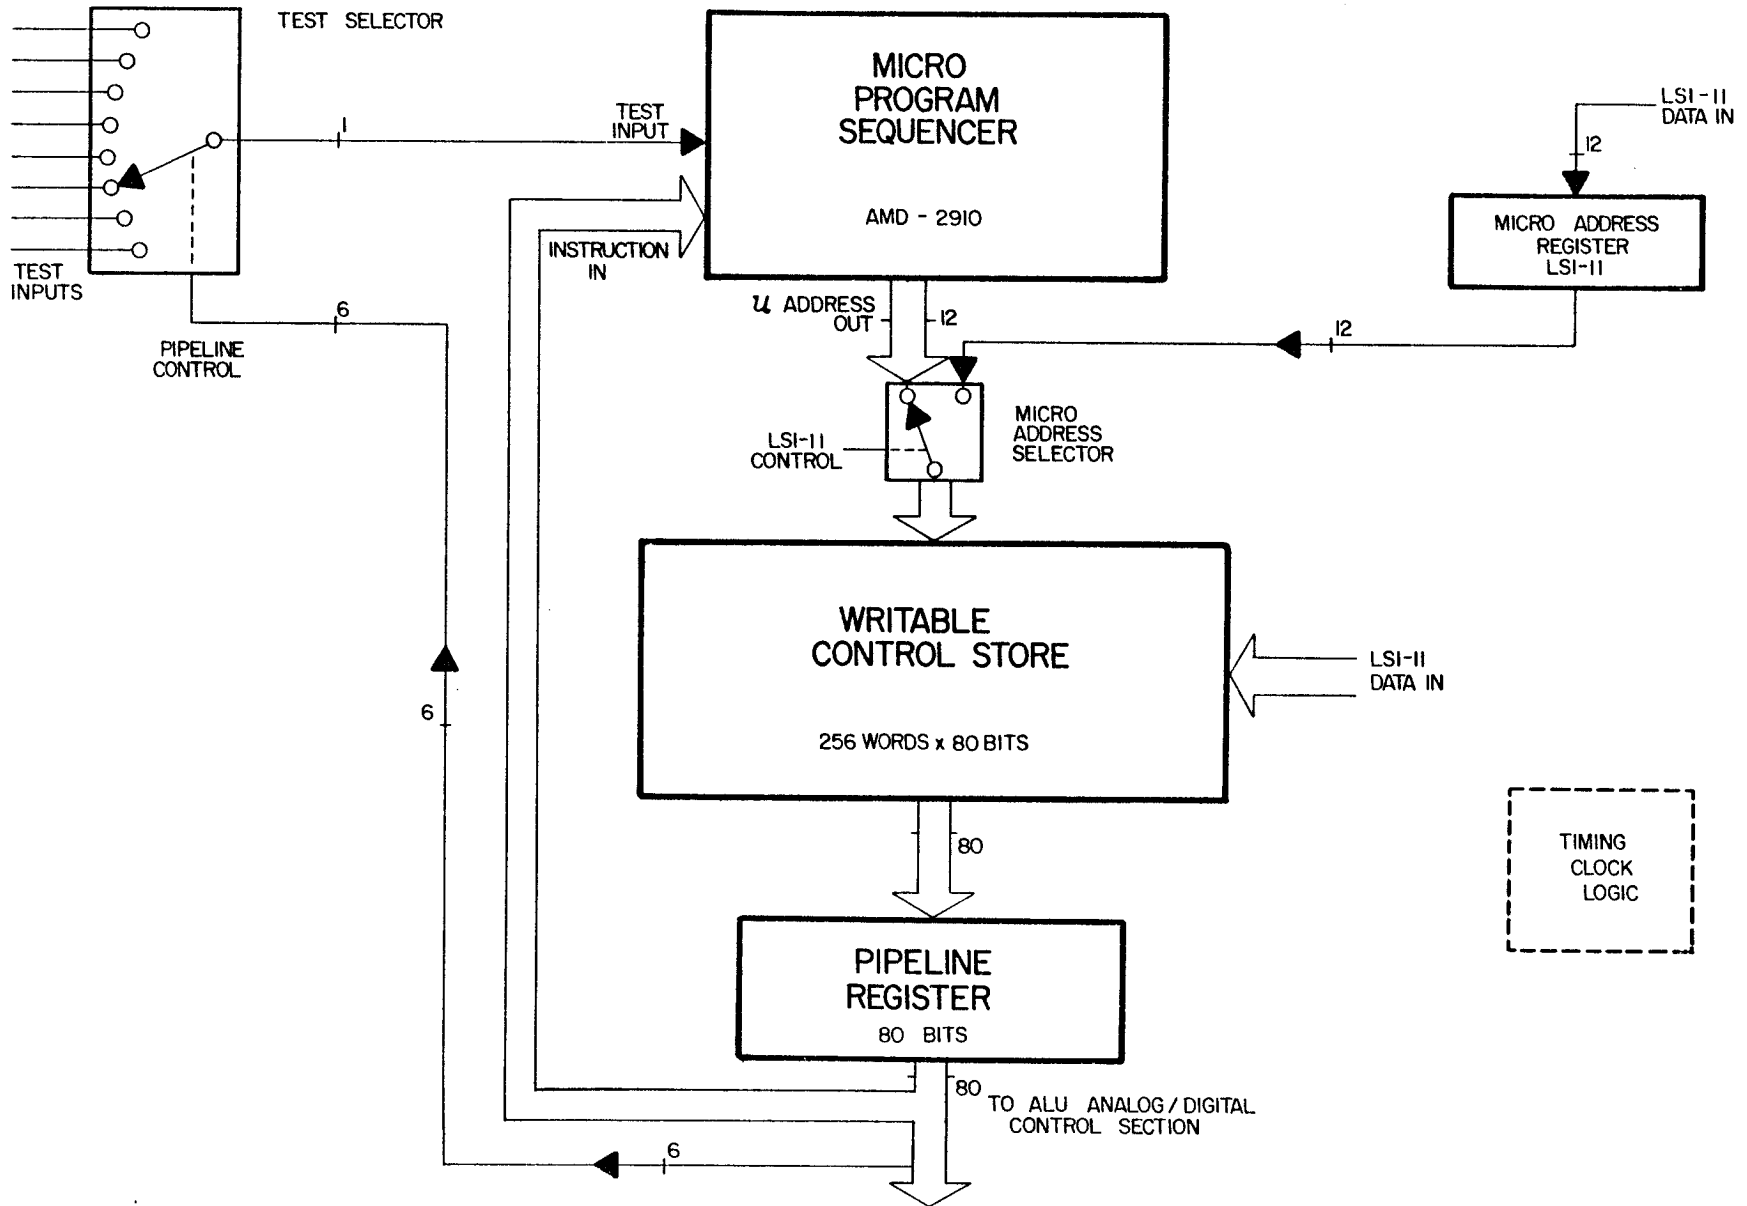 TEST SELECTOR
MICRO
PROGRAM
SEQUENCER
AMD - 2910
TEST
INPUT
1
INSTRUCTION
IN
TEST
INPUTS
6
PIPELINE
CONTROL
LSI-11
DATA IN
12
MICRO ADDRESS
REGISTER
LSI-11
12
u ADDRESS
OUT
12
LSI-11
CONTROL
MICRO
ADDRESS
SELECTOR
WRITABLE
CONTROL STORE
256 WORDS x 80 BITS
LSI-11
DATA IN
6
80
TIMING
CLOCK
LOGIC
PIPELINE
REGISTER
80 BITS
80
TO ALU ANALOG/DIGITAL
CONTROL SECTION
6